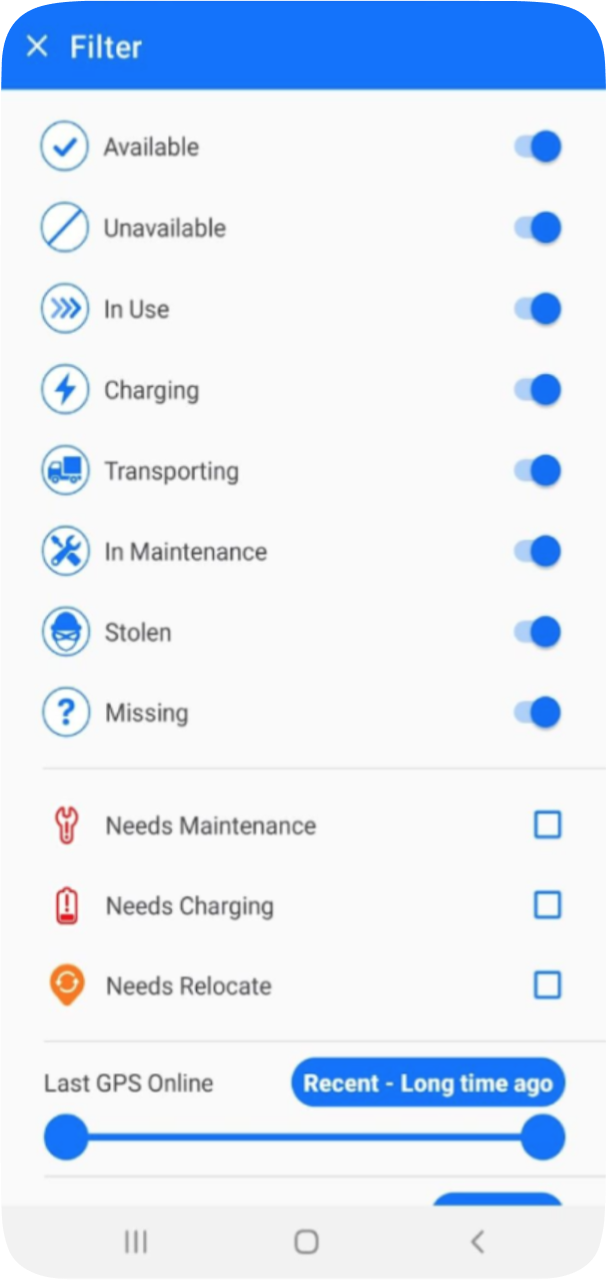 Filter
Available
Unavailable
In Use
Charging
Transporting
In Maintenance
Stolen
Missing
Needs Maintenance
Needs Charging
Needs Relocate
Last GPS Online Recent - Long time ago